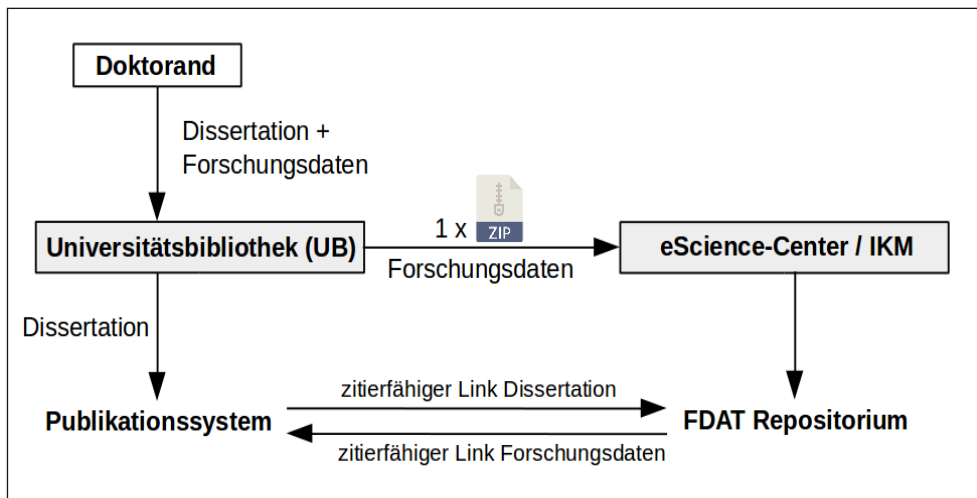 Doktorand
Dissertation +
Forschungsdaten
1 x
ZIP
Universitätsbibliothek (UB)
eScience-Center / IKM
Forschungsdaten
Dissertation
zitierfähiger Link Dissertation
Publikationssystem
FDAT Repositorium
zitierfähiger Link Forschungsdaten